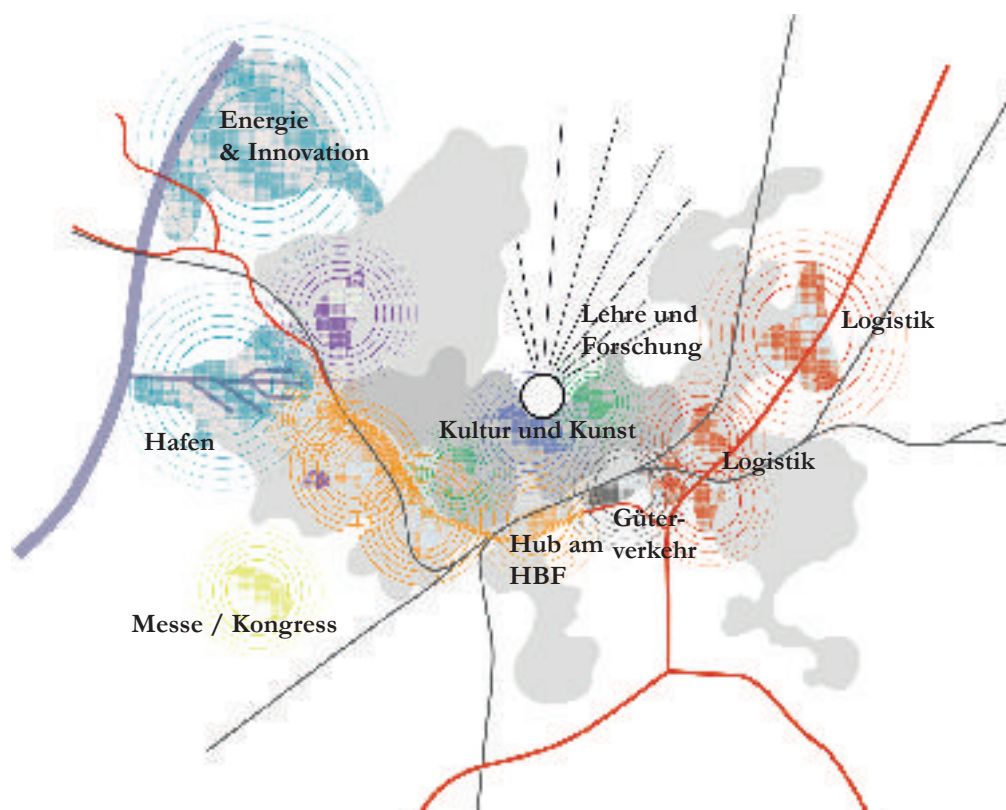 Energie
& Innovation
Lehre und
Forschung
Logistik
Kultur und Kunst
Hafen
Logistik
Güter-
verkehr
Hub am
HBF
Messe / Kongress